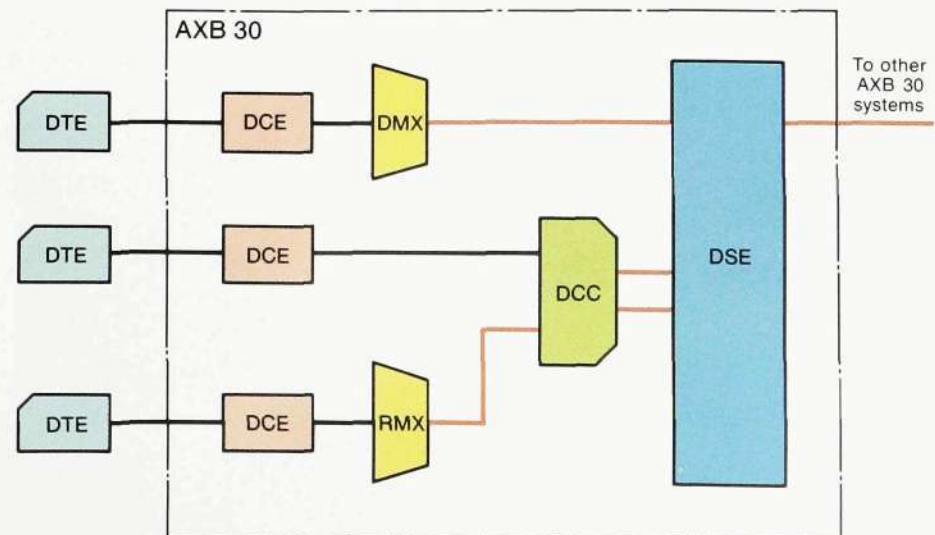 AXB 30
To other
AXB 30
systems
DTE
DCE
DMX
DTE
DCE
DCC
DSE
DTE
DCE
RMX